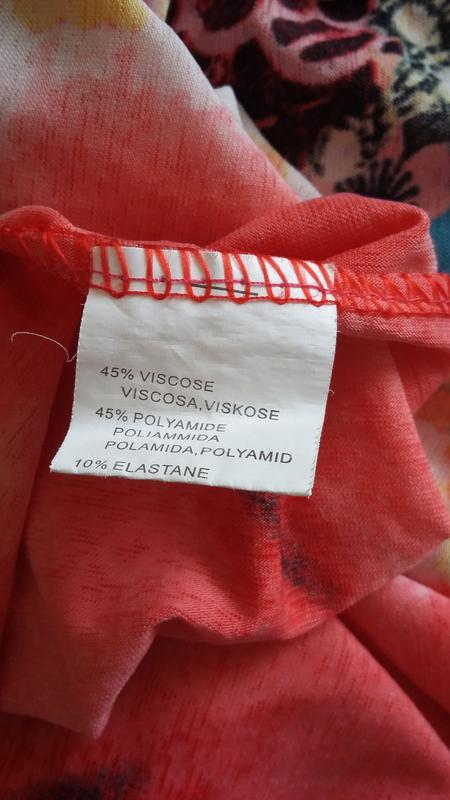 45% VISCOSE
VISCOSA,VISKOSE
45% POLYAMIDE
POLIAMMIDA
POLAMIDA,POLYAMID
10% ELASTANE